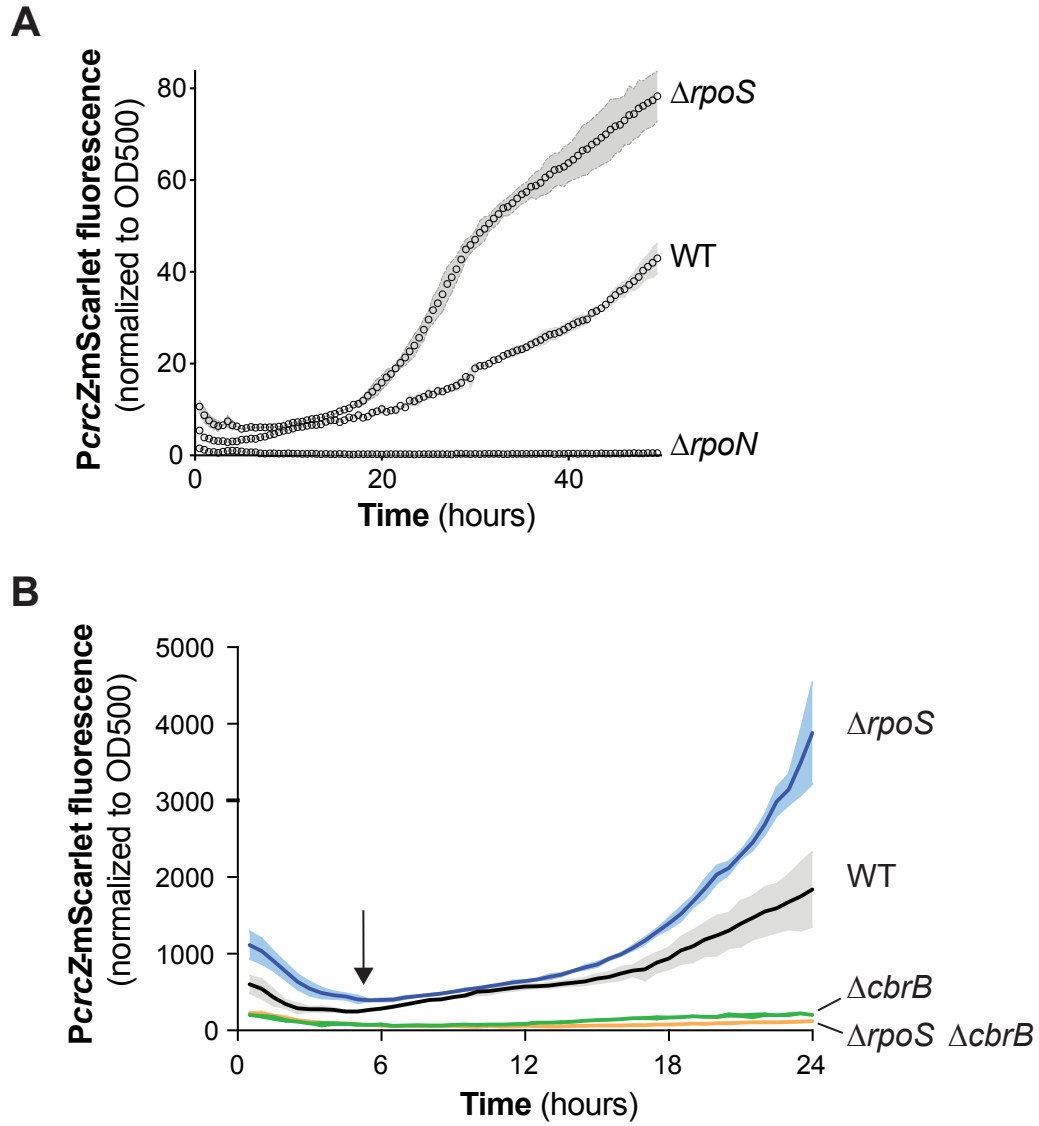 A
PcrcZ-mScarlet fluorescence
(normalized to OD500)
80
60
40
20
0
0
20
40
Time (hours)
ΔrpoS
WT
ΔrpoN
B
PcrcZ-mScarlet fluorescence
(normalized to OD500)
5000
4000
3000
2000
1000
0
0
6
12
18
24
Time (hours)
ΔrpoS
WT
ΔcbrB
ΔrpoS ΔcbrB